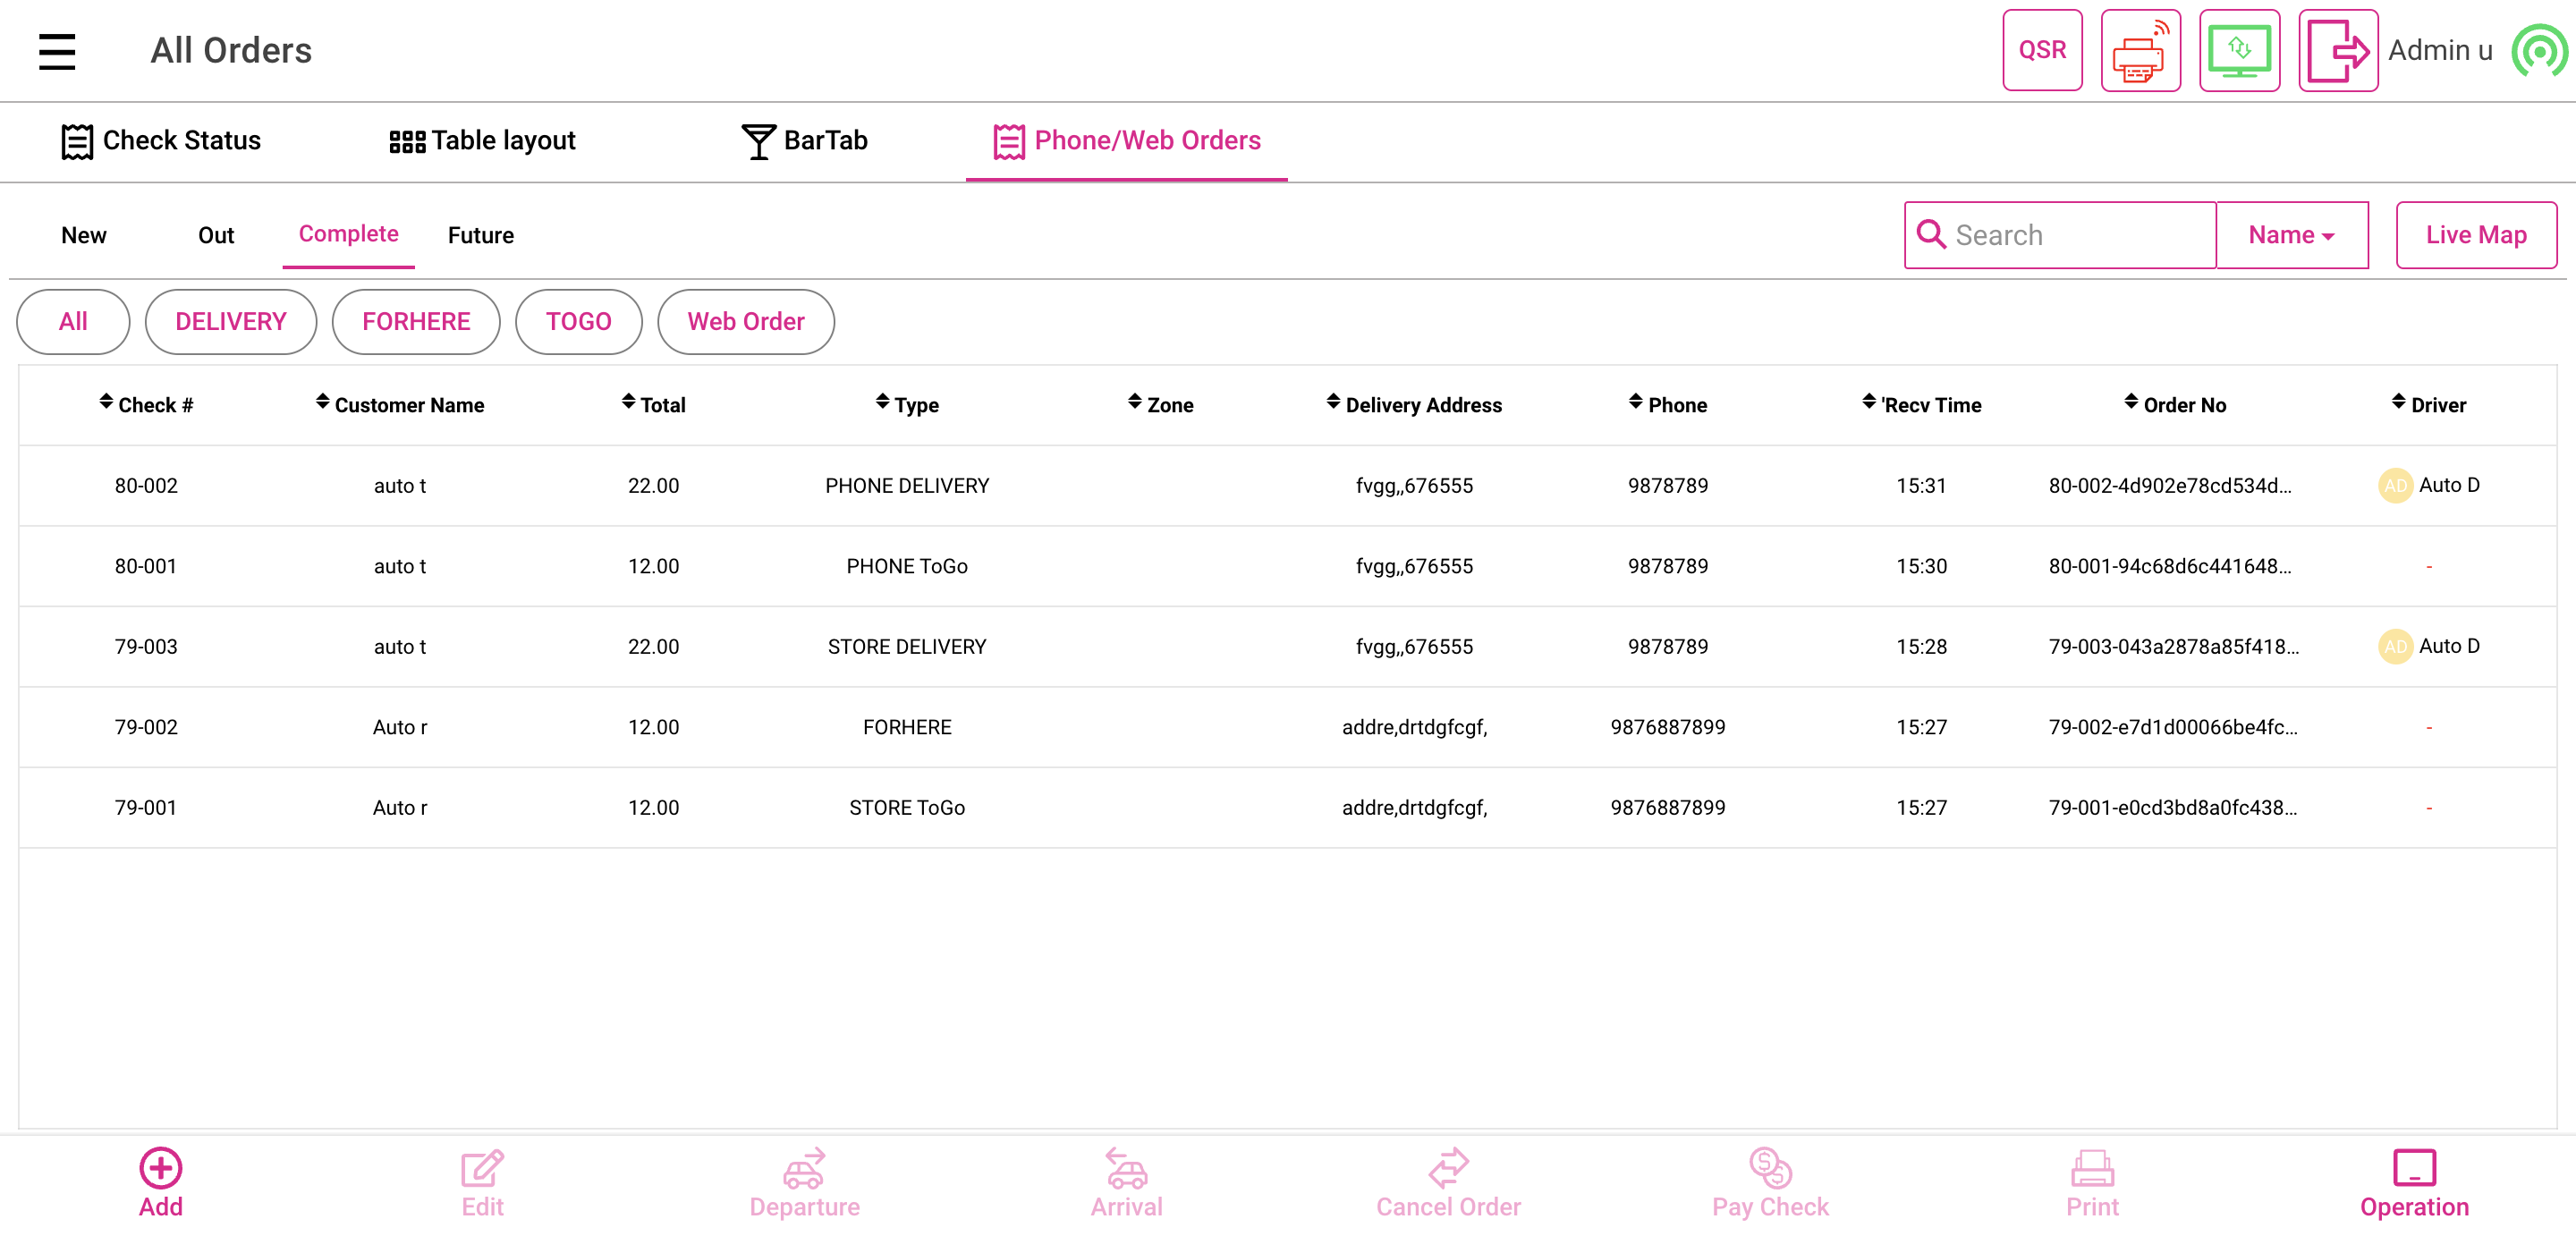 All Orders
QSR
Admin u
Check Status
Table layout
BarTab
Phone/Web Orders
New
Out
Complete
Future
Search
Name
Live Map
All
DELIVERY
FORHERE
TOGO
Web Order
Check # Customer Name Total Type Zone Delivery Address Phone 'Recv Time Order No Driver
80-002 auto t 22.00 PHONE DELIVERY fvgg,,676555 9878789 15:31 80-002-4d902e78cd534d... AD Auto D
80-001 auto t 12.00 PHONE ToGo fvgg,,676555 9878789 15:30 80-001-94c68d6c441648... -
79-003 auto t 22.00 STORE DELIVERY fvgg,,676555 9878789 15:28 79-003-043a2878a85f418... AD Auto D
79-002 Auto r 12.00 FORHERE addre,drtdgfcgf, 9876887899 15:27 79-002-e7d1d00066be4fc... -
79-001 Auto r 12.00 STORE ToGo addre,drtdgfcgf, 9876887899 15:27 79-001-e0cd3bd8a0fc438... -
Add
Edit
Departure
Arrival
Cancel Order
Pay Check
Print
Operation